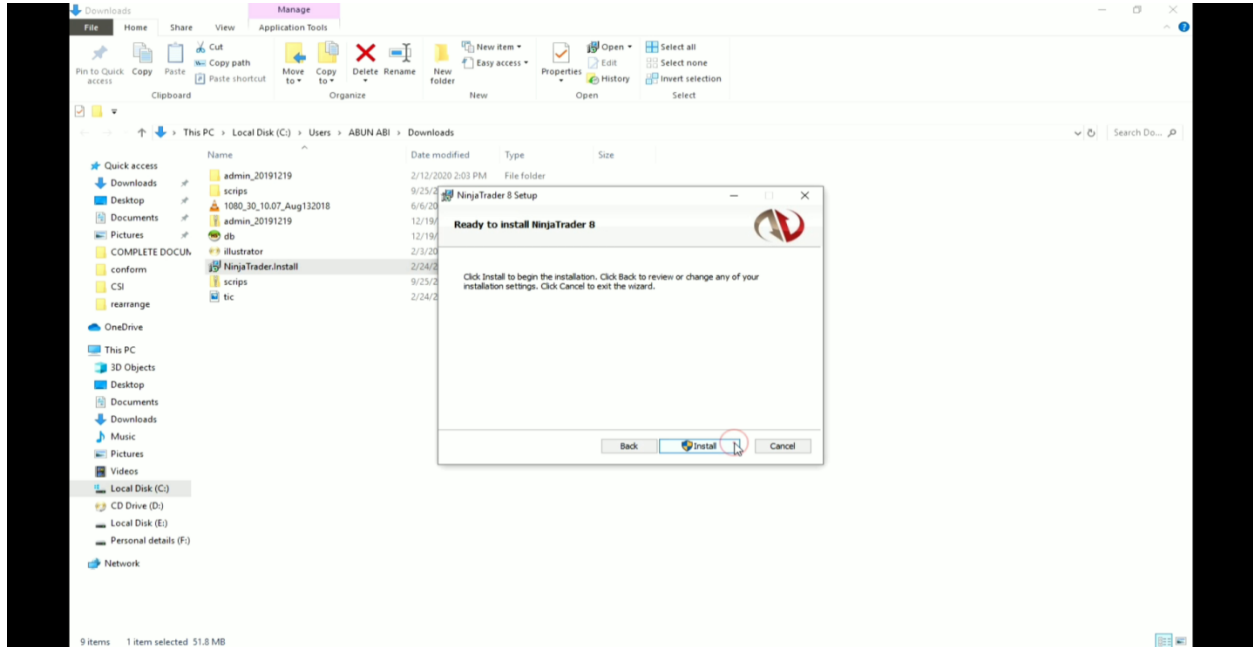 Downloads
Manage
File Home Share View Application Tools
Pin to Quick access
Copy
Paste
Cut
Copy path
Paste shortcut
Clipboard
Move to
Copy to
Delete
Rename
Organize
New folder
New item
Easy access
New
Properties
Open
Edit
History
Open
Select all
Select none
Invert selection
Select
This PC > Local Disk (C:) > Users > ABUN ABI > Downloads
Search Do...
Name Date modified Type Size
Quick access
Downloads
Desktop
Documents
Pictures
COMPLETE DOCUM
conform
CSI
rearrange
OneDrive
This PC
3D Objects
Desktop
Documents
Downloads
Music
Pictures
Videos
Local Disk (C:)
CD Drive (D:)
Local Disk (E:)
Personal details (F:)
Network
admin_20191219 2/12/2020 2:03 PM File folder
scrips 9/25/2
1080_30_10.07_Aug132018 6/6/20
admin_20191219 12/19/
db 12/19/
illustrator 2/3/20
NinjaTrader.Install 2/24/2
scrips 9/25/2
tic 2/24/2
NinjaTrader 8 Setup
Ready to install NinjaTrader 8
Click Install to begin the installation. Click Back to review or change any of your
installation settings. Click Cancel to exit the wizard.
Back Install Cancel
9 items 1 item selected 51.8 MB